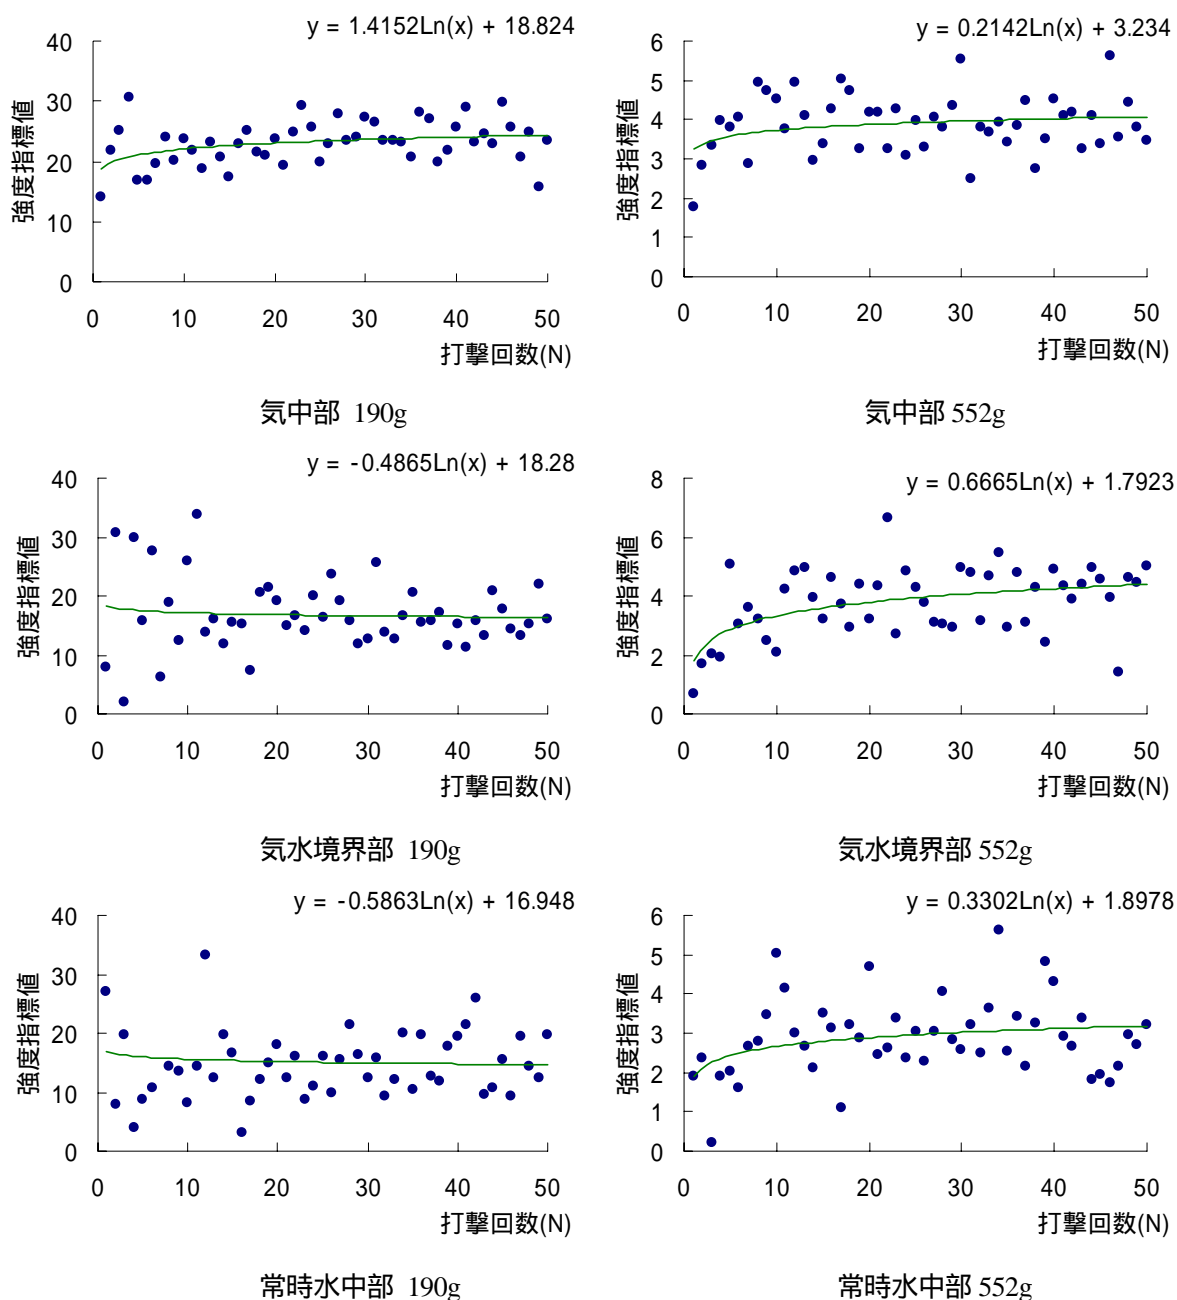 y = 1.4152Ln(x) + 18.824
40
30
20
10
0
強度指標値
0 10 20 30 40 50
打撃回数(N)
気中部 190g
y = 0.2142Ln(x) + 3.234
6
5
4
3
2
1
0
強度指標値
0 10 20 30 40 50
打撃回数(N)
気中部 552g
y = -0.4865Ln(x) + 18.28
40
30
20
10
0
強度指標値
0 10 20 30 40 50
打撃回数(N)
気水境界部 190g
y = 0.6665Ln(x) + 1.7923
8
6
4
2
0
強度指標値
0 10 20 30 40 50
打撃回数(N)
気水境界部 552g
y = -0.5863Ln(x) + 16.948
40
30
20
10
0
強度指標値
0 10 20 30 40 50
打撃回数(N)
常時水中部 190g
y = 0.3302Ln(x) + 1.8978
6
5
4
3
2
1
0
強度指標値
0 10 20 30 40 50
打撃回数(N)
常時水中部 552g